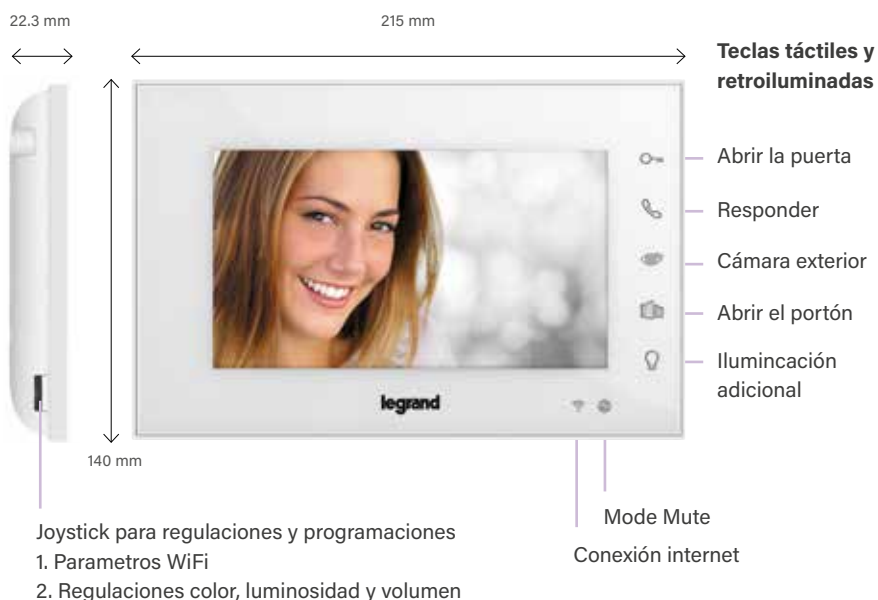 22.3 mm
215 mm
Teclas táctiles y
retroiluminadas
Abrir la puerta
Responder
Cámara exterior
Abrir el portón
Ilumincación
adicional
legrand
140 mm
Mode Mute
Conexión internet
Joystick para regulaciones y programaciones
1. Parametros WiFi
2. Regulaciones color, luminosidad y volumen